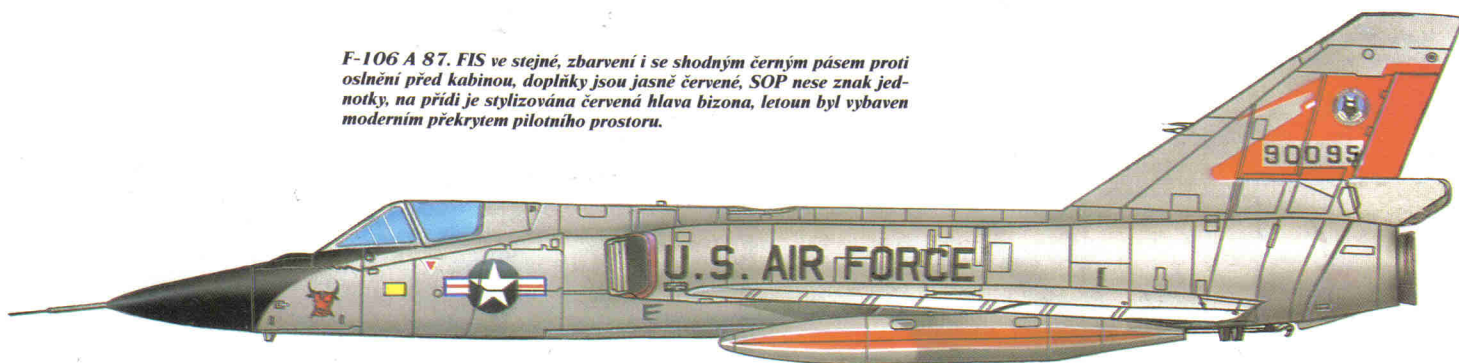 F-106 A 87. FIS ve stejné, zbarvení i se shodným černým pásem proti
oslnění před kabinou, doplňky jsou jasně červené, SOP nese znak jed-
notky, na přídi je stylizována červená hlava bizona, letoun byl vybaven
moderním překrytem pilotního prostoru.
90095
U.S. AIR FORCE